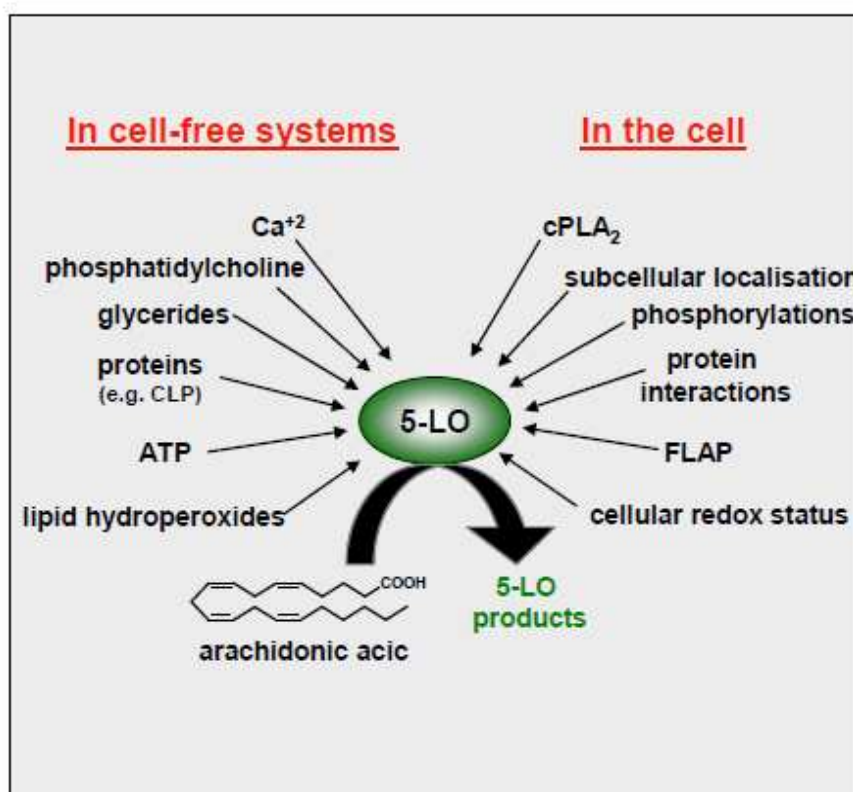 In cell-free systems
Ca+2
phosphatidylcholine
glycerides
proteins
(e.g. CLP)
ATP
lipid hydroperoxides
In the cell
cPLA2
subcellular localisation
phosphorylations
protein
interactions
FLAP
cellular redox status
5-LO
COOH
arachidonic acic
5-LO
products